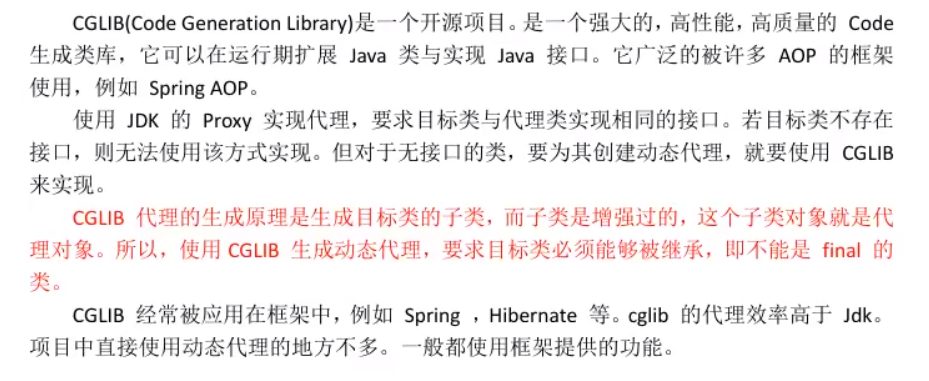 CGLIB(Code Generation Library)是一个开源项目。是一个强大的，高性能，高质量的 Code
生成类库，它可以在运行期扩展 Java 类与实现 Java 接口。它广泛的被许多 AOP 的框架
使用，例如 Spring AOP。
使用 JDK 的 Proxy 实现代理，要求目标类与代理类实现相同的接口。若目标类不存在
接口，则无法使用该方式实现。但对于无接口的类，要为其创建动态代理，就要使用 CGLIB
来实现。
CGLIB 代理的生成原理是生成目标类的子类，而子类是增强过的，这个子类对象就是代
理对象。所以，使用 CGLIB 生成动态代理，要求目标类必须能够被继承，即不能是 final 的
类。
CGLIB 经常被应用在框架中，例如 Spring ，Hibernate 等。cglib 的代理效率高于 Jdk。
项目中直接使用动态代理的地方不多。一般都使用框架提供的功能。